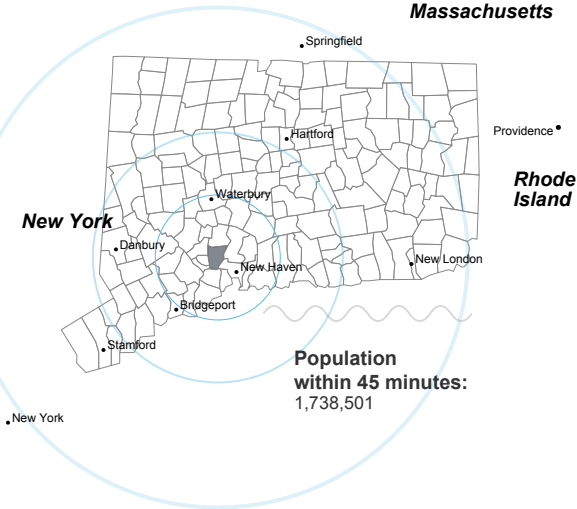 Massachusetts
Springfield
Providence
Hartford
Rhode
Island
Waterbury
New York
Danbury
New London
New Haven
Bridgeport
Stamford
Population
within 45 minutes:
1,738,501
New York